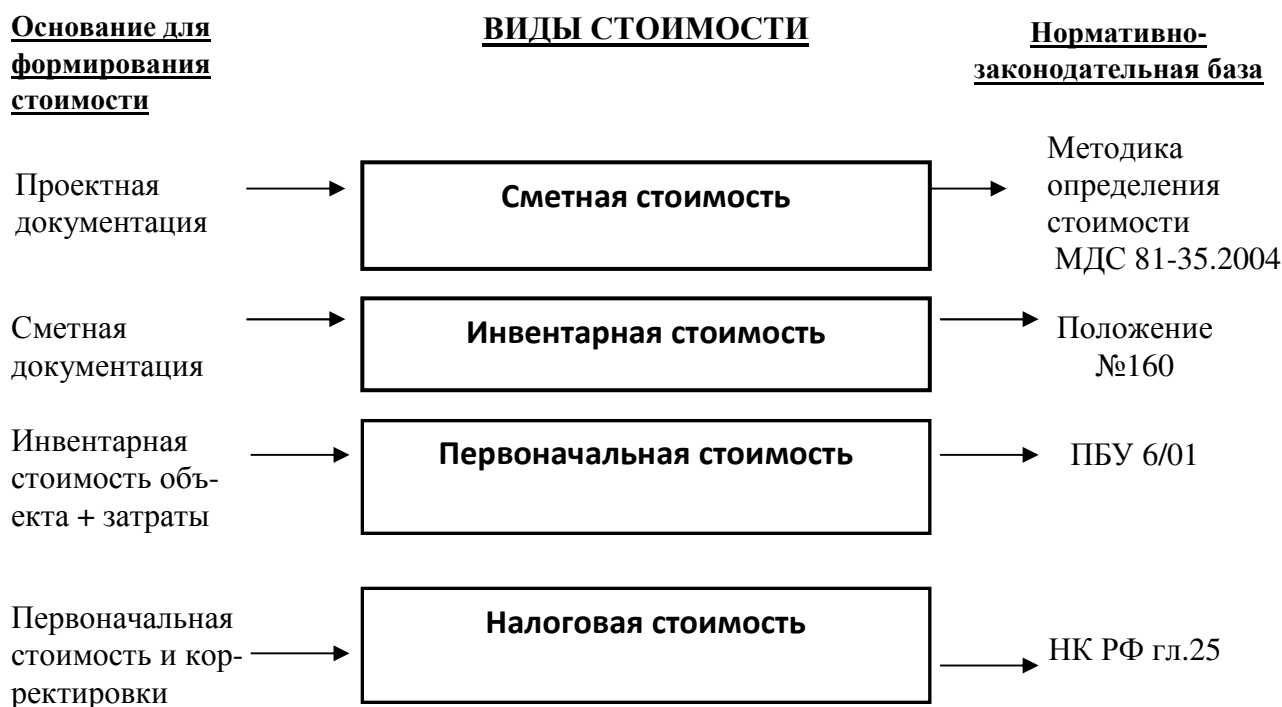 Основание для
формирования
стоимости
ВИДЫ СТОИМОСТИ
Нормативно-
законодательная база
Проектная
документация
Сметная стоимость
Методика
определения
стоимости
МДС 81-35.2004
Сметная
документация
Инвентарная стоимость
Положение
№160
Инвентарная
стоимость объ-
екта + затраты
Первоначальная стоимость
ПБУ 6/01
Первоначальная
стоимость и кор-
ректировки
Налоговая стоимость
НК РФ гл.25